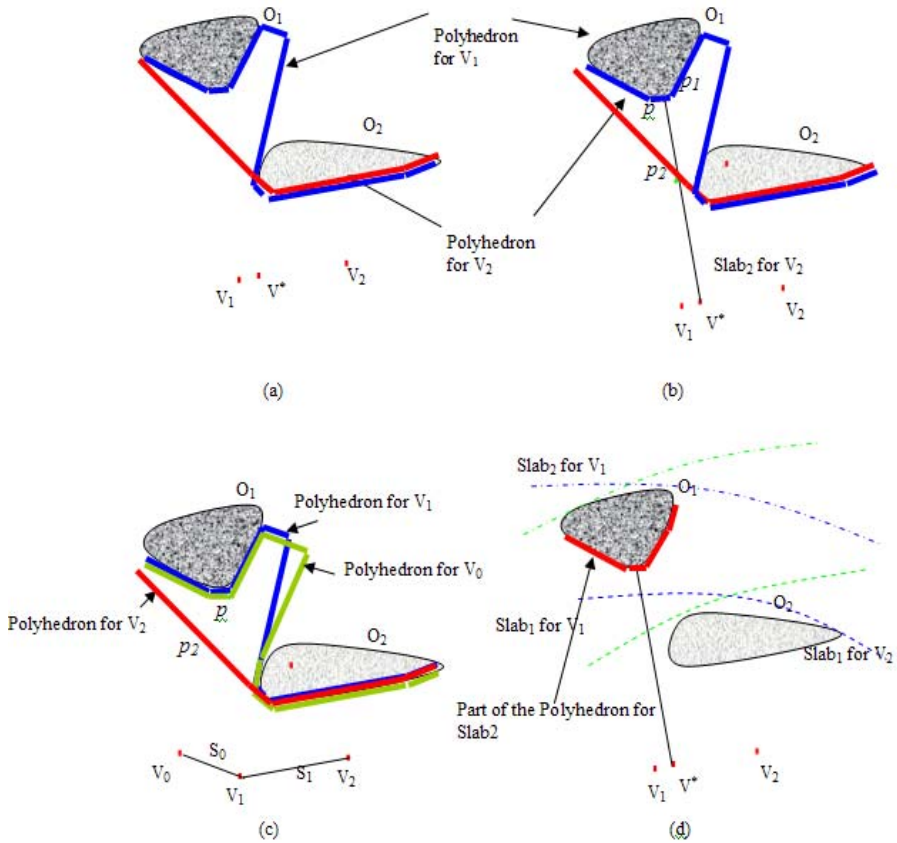 O1
Polyhedron
for V1
O2
Polyhedron
for V2
V1
V*
V2
(a)
O1
p1
p
O2
p2
Slab2 for V2
V1
V*
V2
(b)
O1
Polyhedron for V1
Polyhedron for V0
p
Polyhedron for V2
p2
O2
S0
S1
V0
V1
V2
(c)
Slab2 for V1
O1
O2
Slab1 for V1
Slab1 for V2
Part of the Polyhedron for
Slab2
V1
V*
V2
(d)